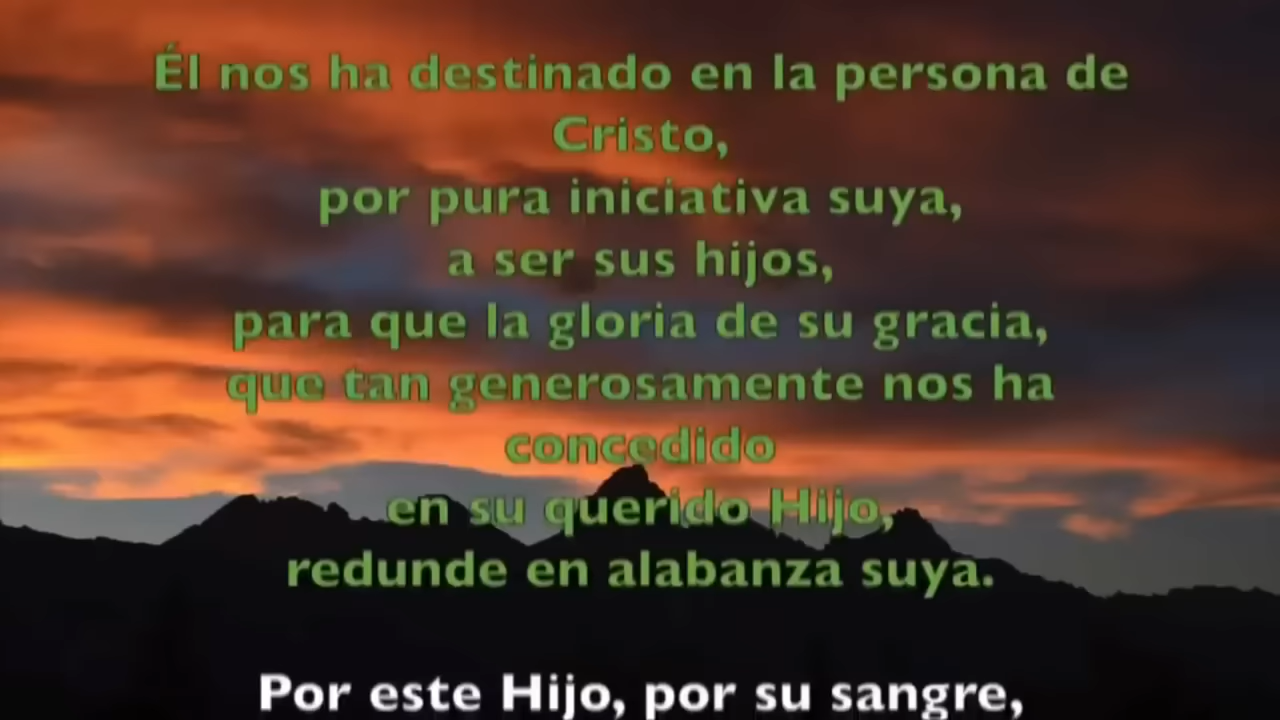 Él nos ha destinado en la persona de
Cristo,
por pura iniciativa suya,
a ser sus hijos,
para que la gloria de su gracia,
que tan generosamente nos ha
concedido
en su querido Hijo,
redunde en alabanza suya.
Por este Hijo, por su sangre,